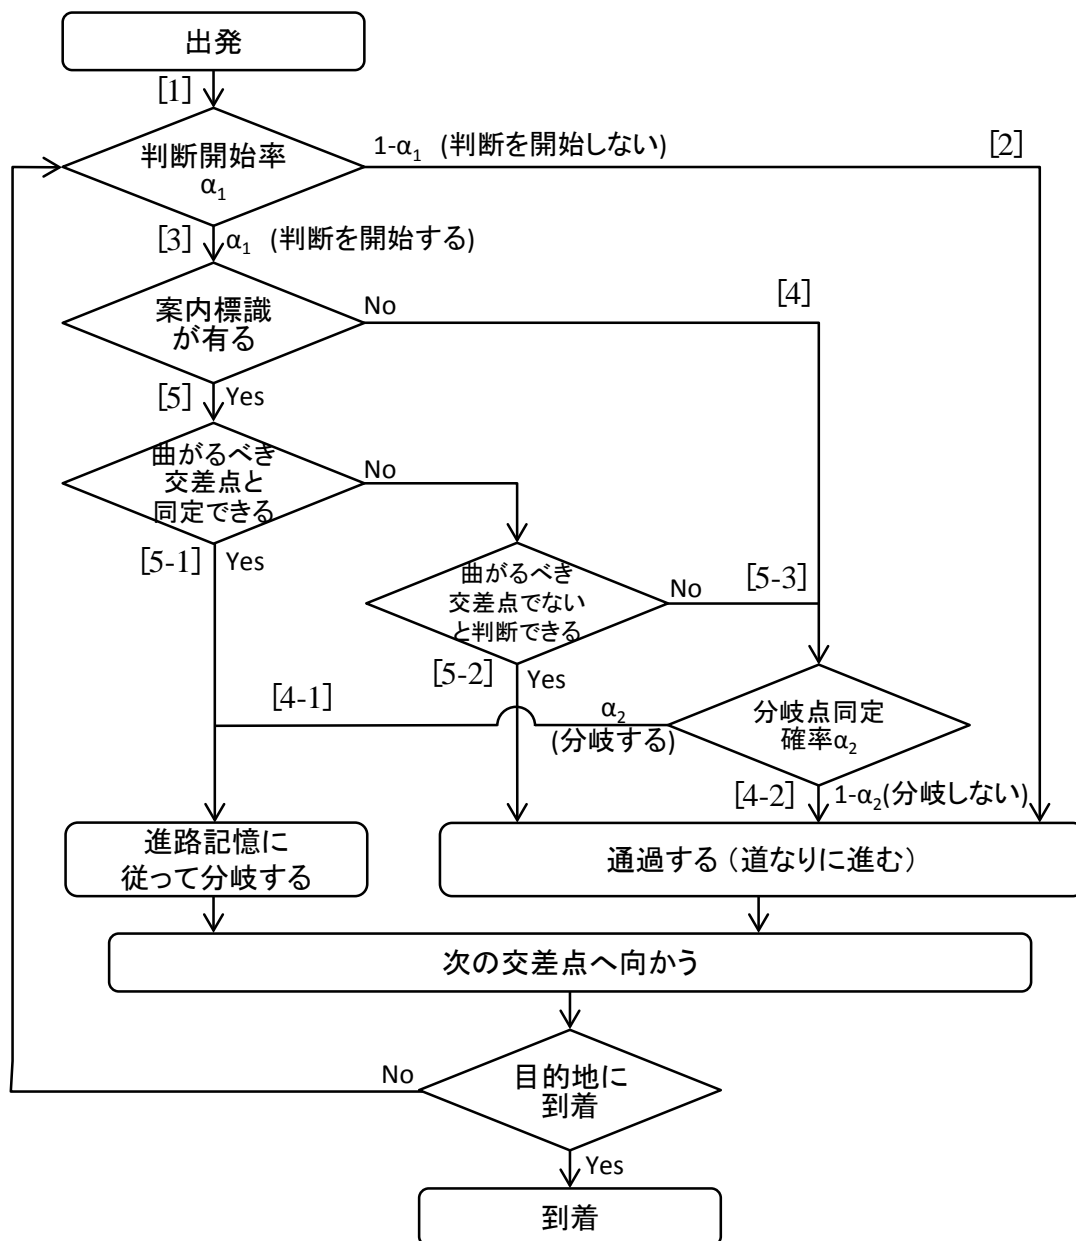 出発
[1]
判断開始率
α1
1-α1 (判断を開始しない)
[2]
[3]
α1 (判断を開始する)
案内標識
が有る
No
[4]
[5]
Yes
曲がるべき
交差点と
同定できる
No
[5-1]
Yes
曲がるべき
交差点でない
と判断できる
No
[5-3]
[5-2]
Yes
[4-1]
α2
(分岐する)
分岐点同定
確率α2
[4-2]
1-α2(分岐しない)
進路記憶に
従って分岐する
通過する（道なりに進む）
次の交差点へ向かう
No
目的地に
到着
Yes
到着